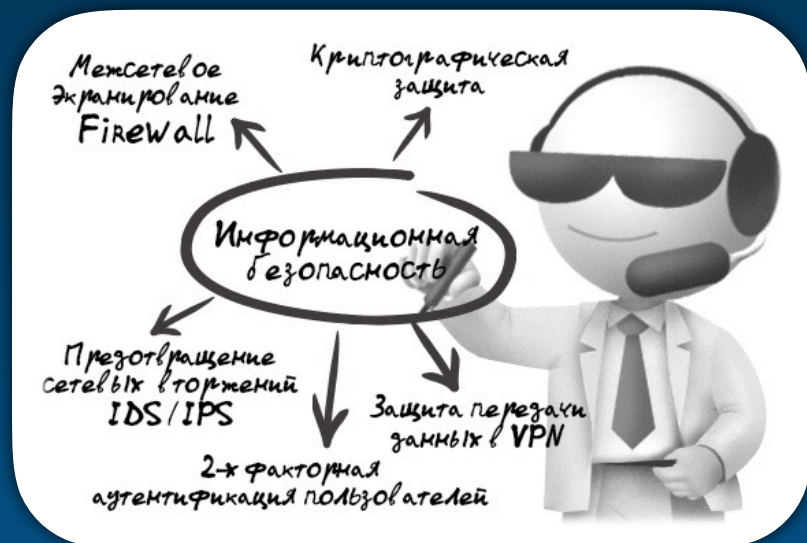 Межсетевое
Экранирование
Firewall
Криптографическая
защита
Информационная
безопасность
Предотвращение
сетевых вторжений
IDS/IPS
Защита передачи
данных в VPN
2-х факторная
аутентификация пользователей